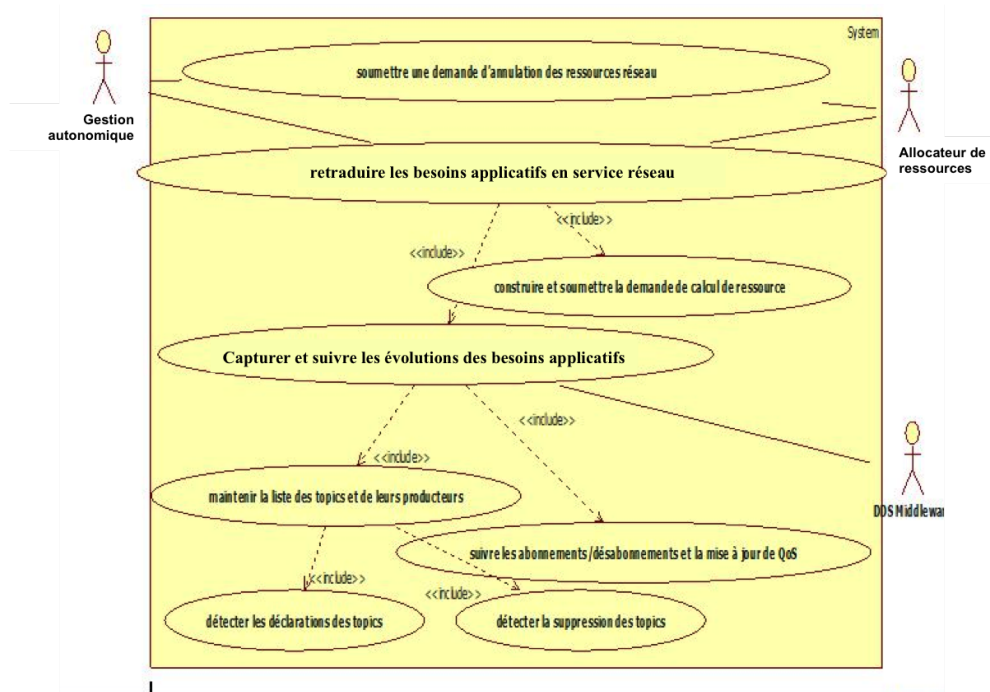 System
soumettre une demande d'annulation des ressources réseau
Gestion
autonomique
Allocateur de
ressources
retraduire les besoins applicatifs en service réseau
<<include>>
<<include>>
construire et soumettre la demande de calcul de ressource
Capturer et suivre les évolutions des besoins applicatifs
<<include>>
<<include>>
maintenir la liste des topics et de leurs producteurs
DDS Middlewar
suivre les abonnements/désabonnements et la mise à jour de QoS
<<include>>
<<include>>
détecter les déclarations des topics
détecter la suppression des topics